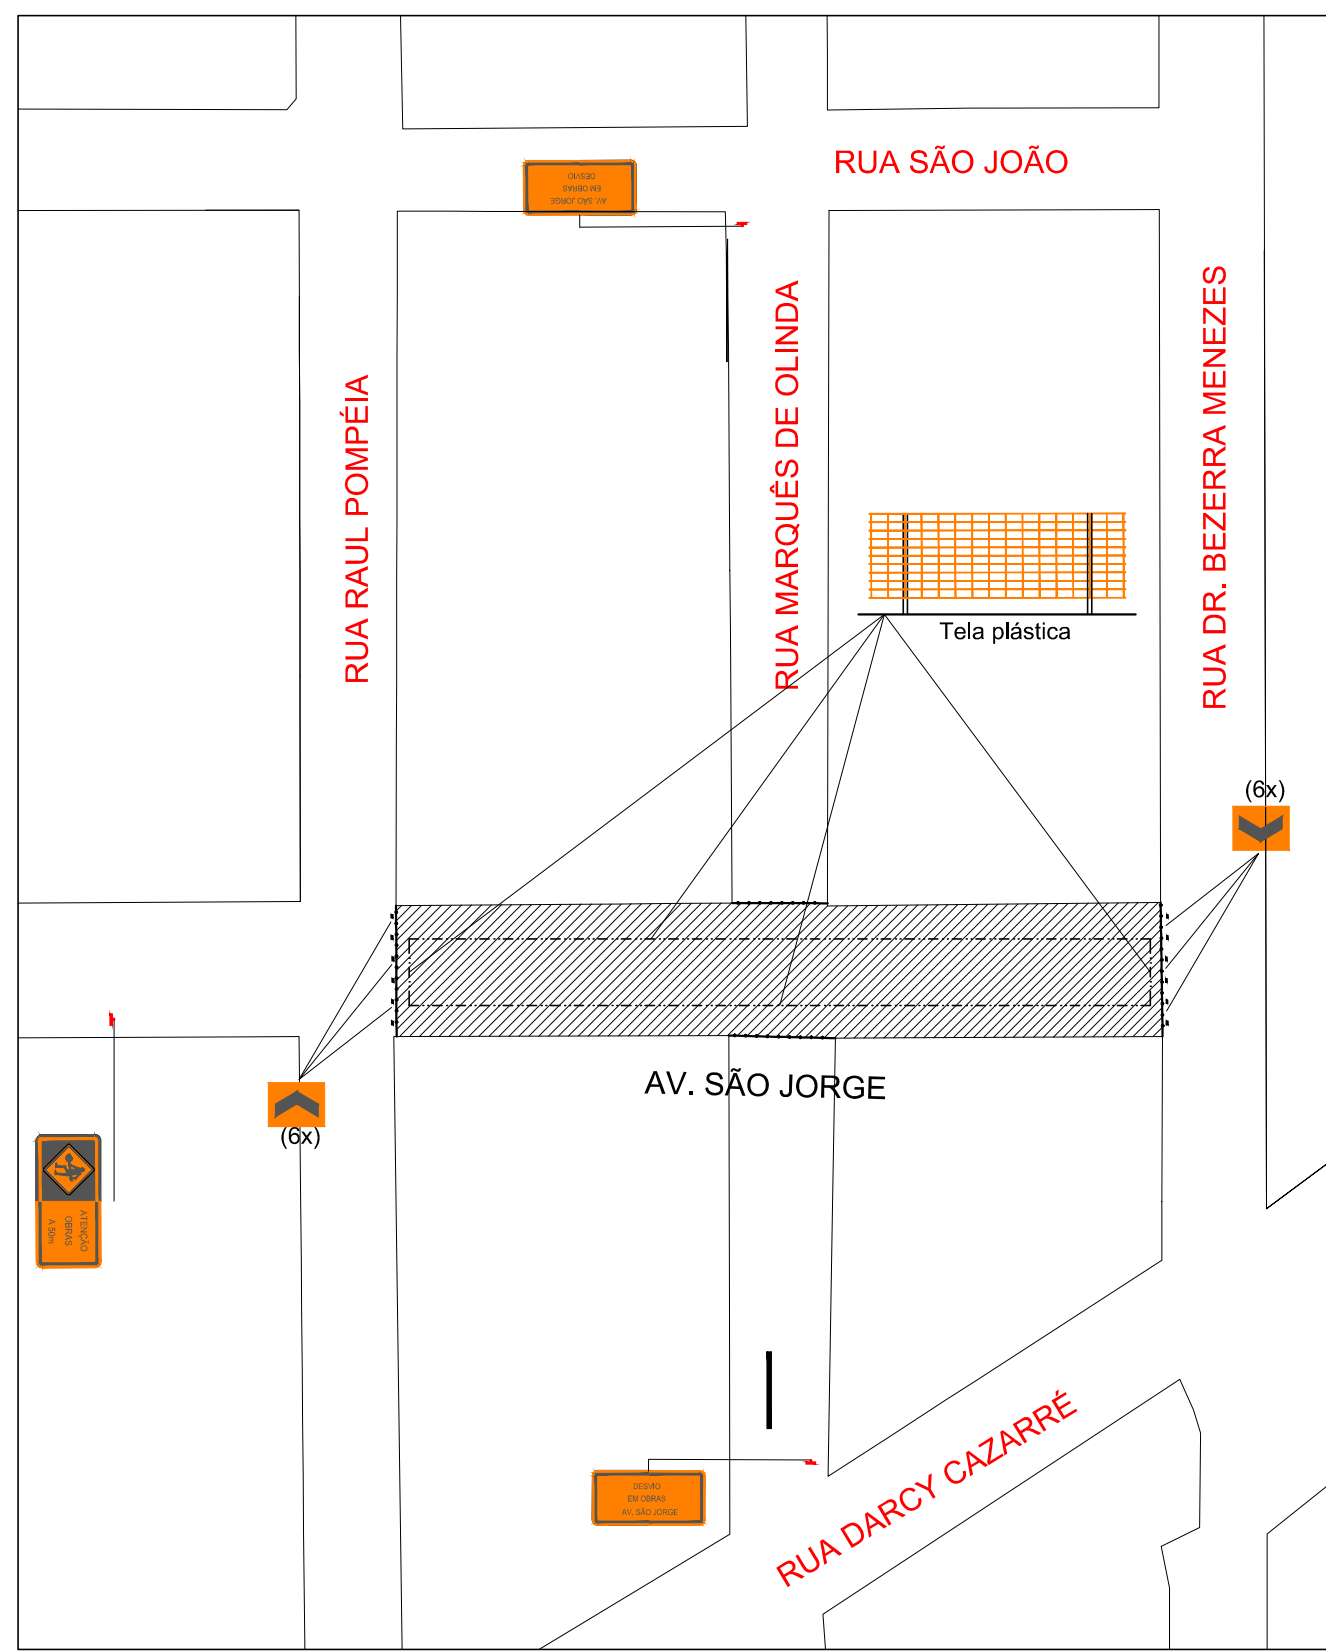 RUA SÃO JOÃO
AV. SÃO JORGE
EM OBRAS
DESVIO
RUA RAUL POMPÉIA
RUA MARQUÊS DE OLINDA
RUA DR. BEZERRA MENEZES
Tela plástica
(6x)
AV. SÃO JORGE
(6x)
ATENÇÃO
OBRAS
A 50m
DESVIO
EM OBRAS
AV. SÃO JORGE
RUA DARCY CAZARRÉ